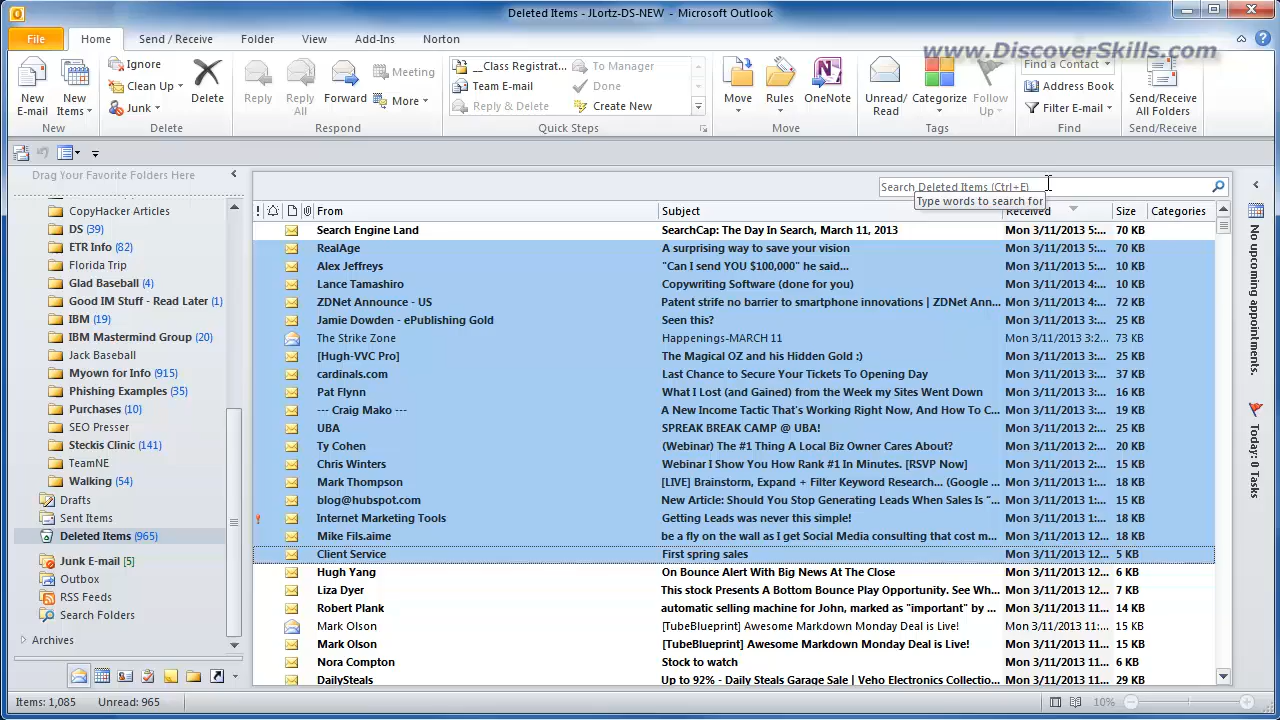 Deleted Items - JLortz-DS-NEW - Microsoft Outlook
File Home Send / Receive Folder View Add-Ins Norton
www.DiscoverSkills.com
New E-mail New Items Ignore Clean Up Junk Delete Reply Reply All Forward Meeting More
__Class Registrat... To Manager
Team E-mail Done
Reply & Delete Create New
Move Rules OneNote Unread/ Read Categorize Follow Up
Find a Contact
Address Book
Filter E-mail
Send/Receive All Folders
New Delete Respond Quick Steps Move Tags Find Send/Receive
Drag Your Favorite Folders Here
CopyHacker Articles
DS (39)
ETR Info (82)
Florida Trip
Glad Baseball (4)
Good IM Stuff - Read Later (1)
IBM (19)
IBM Mastermind Group (20)
Jack Baseball
Myown for Info (915)
Phishing Examples (35)
Purchases (10)
SEO Presser
Steckis Clinic (141)
TeamNE
Walking (54)
Drafts
Sent Items
Deleted Items (965)
Junk E-mail [5]
Outbox
RSS Feeds
Search Folders
Archives
Search Deleted Items (Ctrl+E)
Type words to search for
! From Subject Received Size Categories
Search Engine Land SearchCap: The Day In Search, March 11, 2013 Mon 3/11/2013 5:... 70 KB
RealAge A surprising way to save your vision Mon 3/11/2013 5:... 70 KB
Alex Jeffreys "Can I send YOU $100,000" he said... Mon 3/11/2013 5:... 10 KB
Lance Tamashiro Copywriting Software (done for you) Mon 3/11/2013 4:... 10 KB
ZDNet Announce - US Patent strife no barrier to smartphone innovations | ZDNet Ann... Mon 3/11/2013 4:... 72 KB
Jamie Dowden - ePublishing Gold Seen this? Mon 3/11/2013 3:... 25 KB
The Strike Zone Happenings-MARCH 11 Mon 3/11/2013 3:2... 73 KB
[Hugh-VVC Pro] The Magical OZ and his Hidden Gold :) Mon 3/11/2013 3:... 25 KB
cardinals.com Last Chance to Secure Your Tickets To Opening Day Mon 3/11/2013 3:... 37 KB
Pat Flynn What I Lost (and Gained) from the Week my Sites Went Down Mon 3/11/2013 3:... 16 KB
--- Craig Mako --- A New Income Tactic That's Working Right Now, And How To C... Mon 3/11/2013 3:... 19 KB
UBA SPREAK BREAK CAMP @ UBA! Mon 3/11/2013 2:... 25 KB
Ty Cohen (Webinar) The #1 Thing A Local Biz Owner Cares About? Mon 3/11/2013 2:... 20 KB
Chris Winters Webinar I Show You How Rank #1 In Minutes. [RSVP Now] Mon 3/11/2013 2:... 15 KB
Mark Thompson [LIVE] Brainstorm, Expand + Filter Keyword Research... (Google ... Mon 3/11/2013 1:... 18 KB
blog@hubspot.com New Article: Should You Stop Generating Leads When Sales Is "... Mon 3/11/2013 1:... 15 KB
Internet Marketing Tools Getting Leads was never this simple! Mon 3/11/2013 1:... 18 KB
Mike Fils.aime be a fly on the wall as I get Social Media consulting that cost m... Mon 3/11/2013 12... 18 KB
Client Service First spring sales Mon 3/11/2013 12... 5 KB
Hugh Yang On Bounce Alert With Big News At The Close Mon 3/11/2013 12... 6 KB
Liza Dyer This stock Presents A Bottom Bounce Play Opportunity. See Wh... Mon 3/11/2013 12... 7 KB
Robert Plank automatic selling machine for John, marked as "important" by ... Mon 3/11/2013 11... 14 KB
Mark Olson [TubeBlueprint] Awesome Markdown Monday Deal is Live! Mon 3/11/2013 11:... 15 KB
Mark Olson [TubeBlueprint] Awesome Markdown Monday Deal is Live! Mon 3/11/2013 11... 15 KB
Nora Compton Stock to watch Mon 3/11/2013 11... 6 KB
DailySteals Up to 92% - Daily Steals Garage Sale | Veho Electronics Collectio... Mon 3/11/2013 11... 29 KB
No upcoming appointments.
Today: 0 Tasks
Items: 1,085 Unread: 965 10%